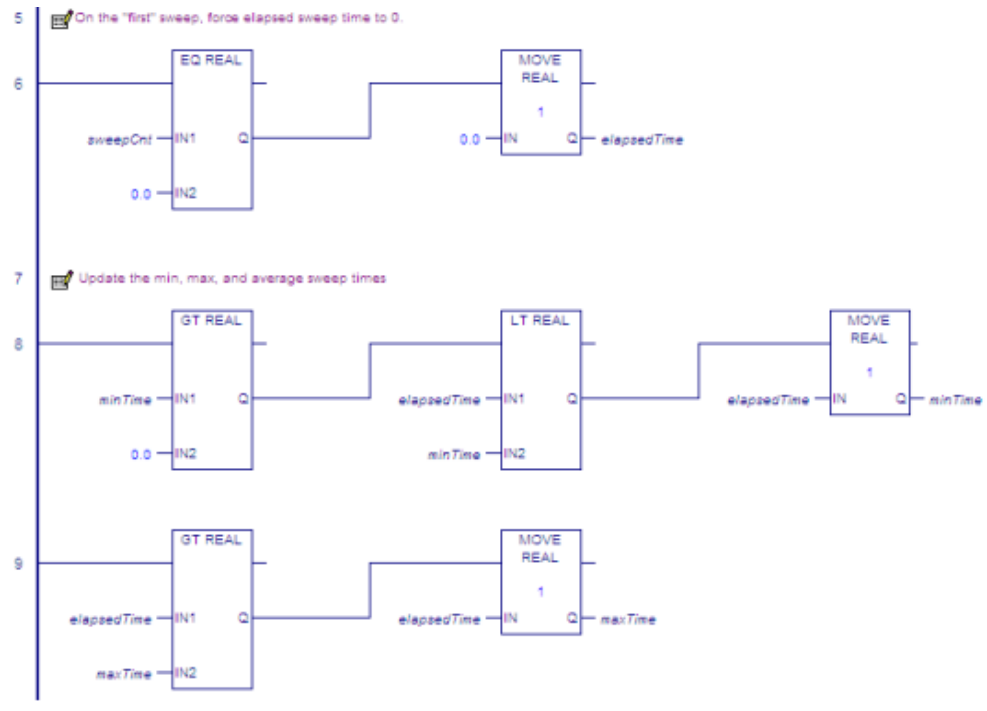 5 On the "first" sweep, force elapsed sweep time to 0.
EQ REAL MOVE
REAL
6
1
sweepCnt IN1 Q 0.0 IN Q elapsedTime
0.0 IN2
7 Update the min, max, and average sweep times
GT REAL LT REAL MOVE
REAL
8
1
minTime IN1 Q elapsedTime IN1 Q elapsedTime IN Q minTime
0.0 IN2 minTime IN2
GT REAL MOVE
REAL
9
1
elapsedTime IN1 Q elapsedTime IN Q maxTime
maxTime IN2